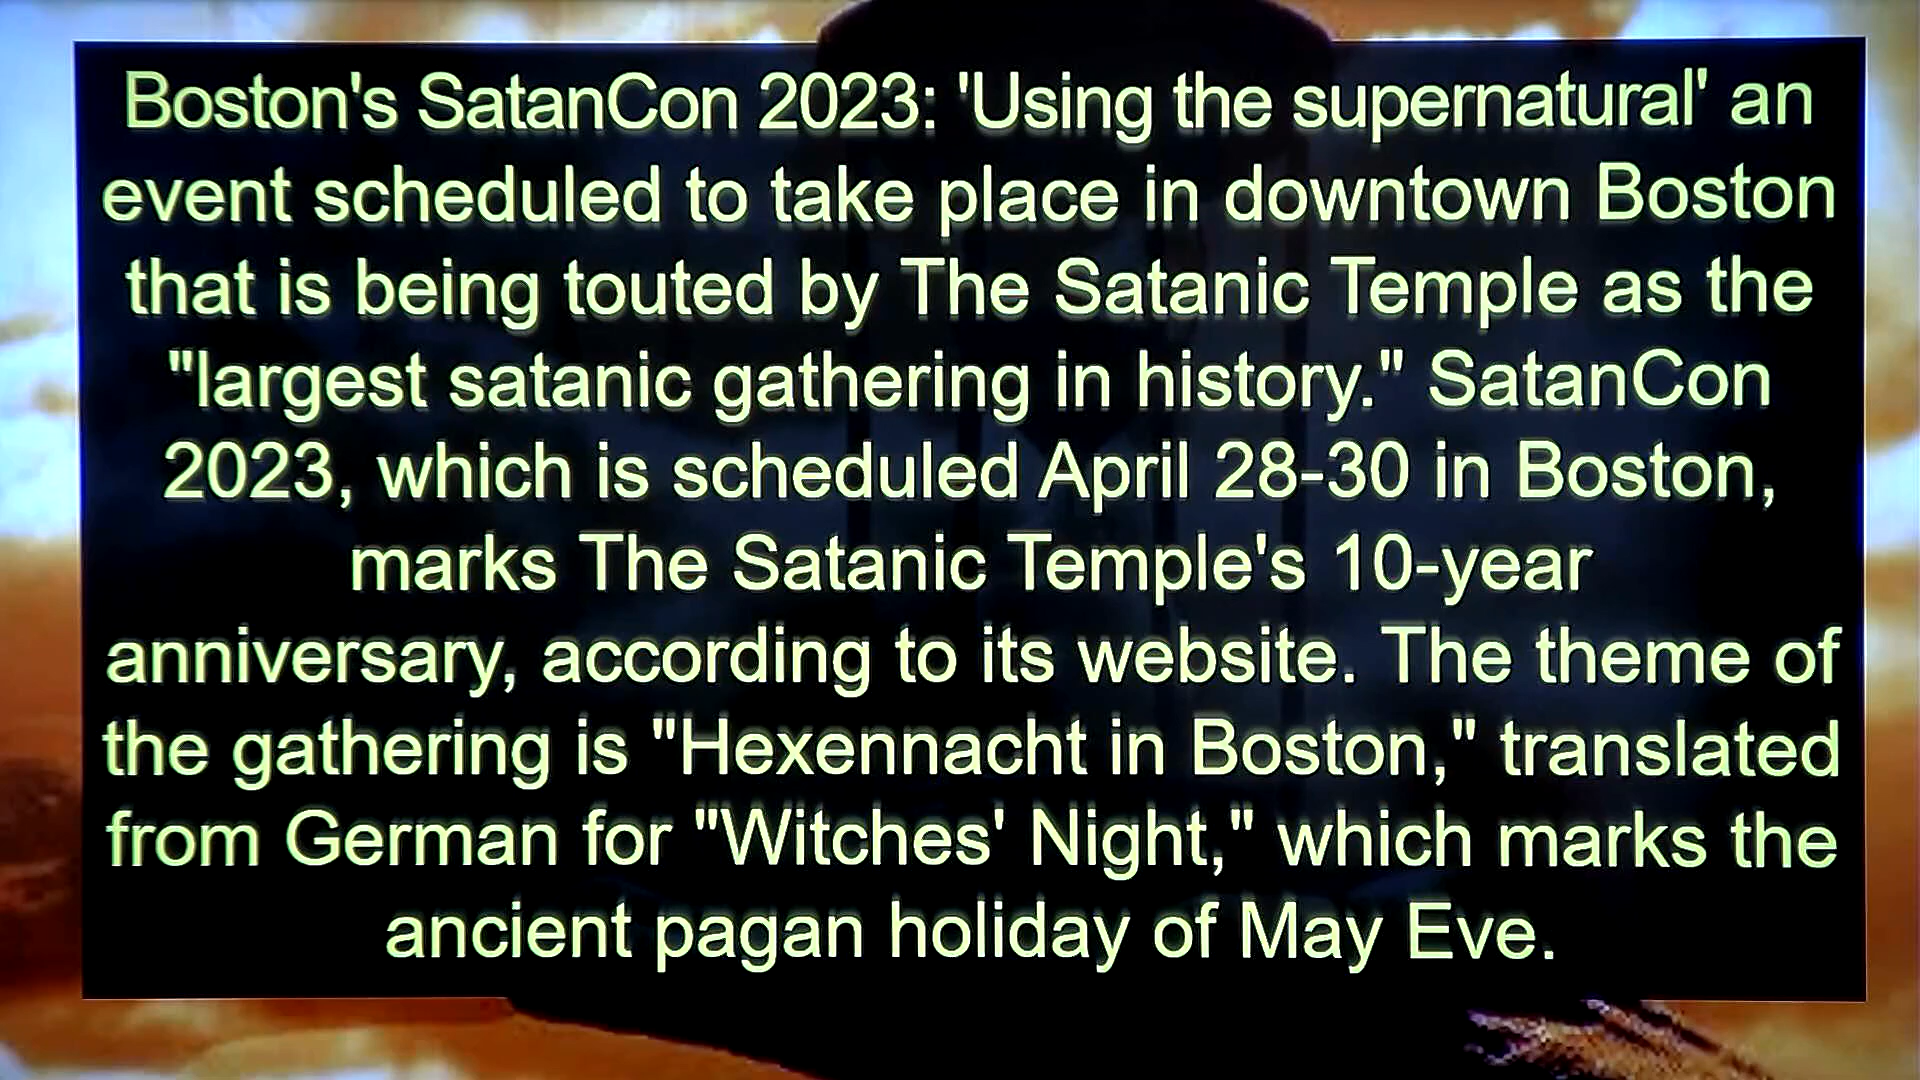 Boston's SatanCon 2023: 'Using the supernatural' an
event scheduled to take place in downtown Boston
that is being touted by The Satanic Temple as the
"largest satanic gathering in history." SatanCon
2023, which is scheduled April 28-30 in Boston,
marks The Satanic Temple's 10-year
anniversary, according to its website. The theme of
the gathering is "Hexennacht in Boston," translated
from German for "Witches' Night," which marks the
ancient pagan holiday of May Eve.